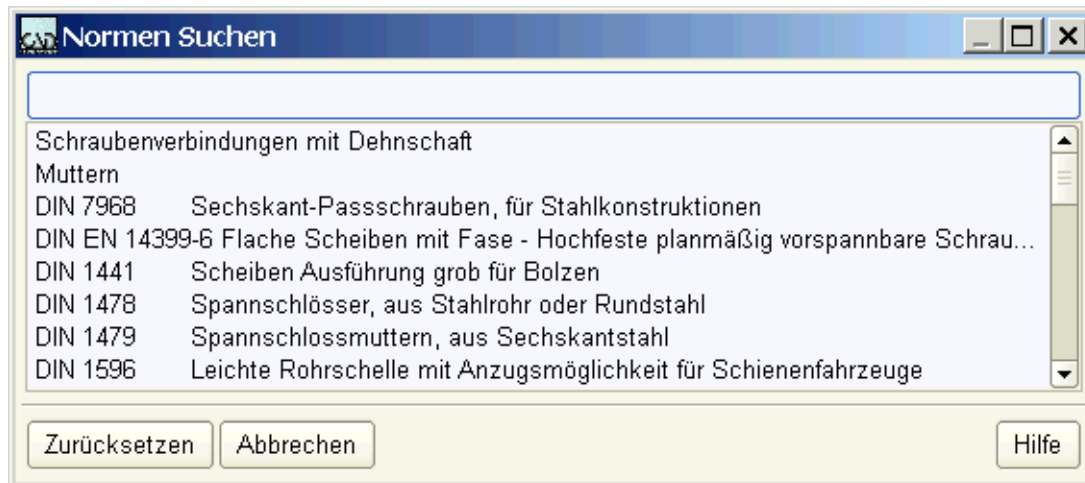 CAD
Normen Suchen
Schraubenverbindungen mit Dehnschaft
Muttern
DIN 7968 Sechskant-Passschrauben, für Stahlkonstruktionen
DIN EN 14399-6 Flache Scheiben mit Fase - Hochfeste planmäßig vorspannbare Schrau...
DIN 1441 Scheiben Ausführung grob für Bolzen
DIN 1478 Spannschlösser, aus Stahlrohr oder Rundstahl
DIN 1479 Spannschlossmuttern, aus Sechskantstahl
DIN 1596 Leichte Rohrschelle mit Anzugsmöglichkeit für Schienenfahrzeuge
Zurücksetzen Abbrechen Hilfe